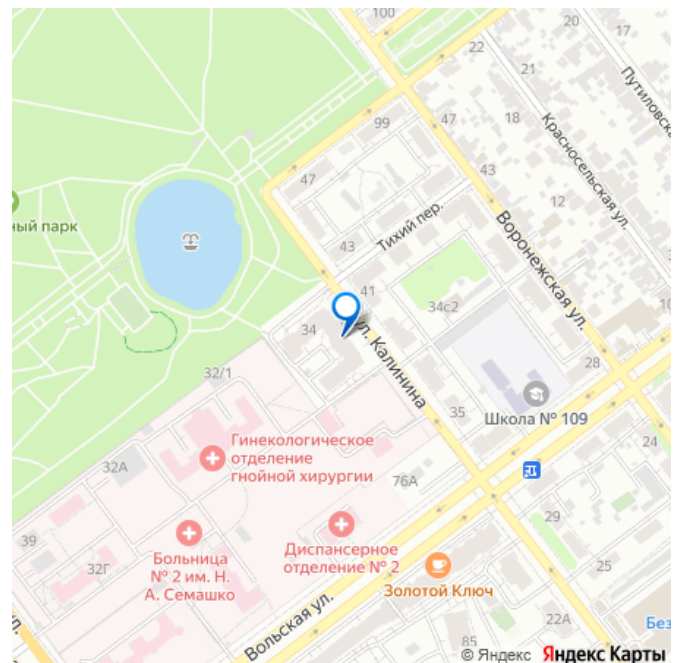 100
20
17
22
21
Путиловска
99
47
18
Красносельская ул.
47
43
12
ный парк
Тихий пер.
Воронежская ул.
43
41
34с2
34
ул. Калинина
32/1
28
35
Школа № 109
Гинекологическое
отделение
гнойной хирургии
24
32А
76А
39
29
Больница
№ 2 им. Н.
А. Семашко
Диспансерное
отделение № 2
32Г
25
Золотой Ключ
22А
Без
Вольская ул.
85
© Яндекс Яндекс Карты